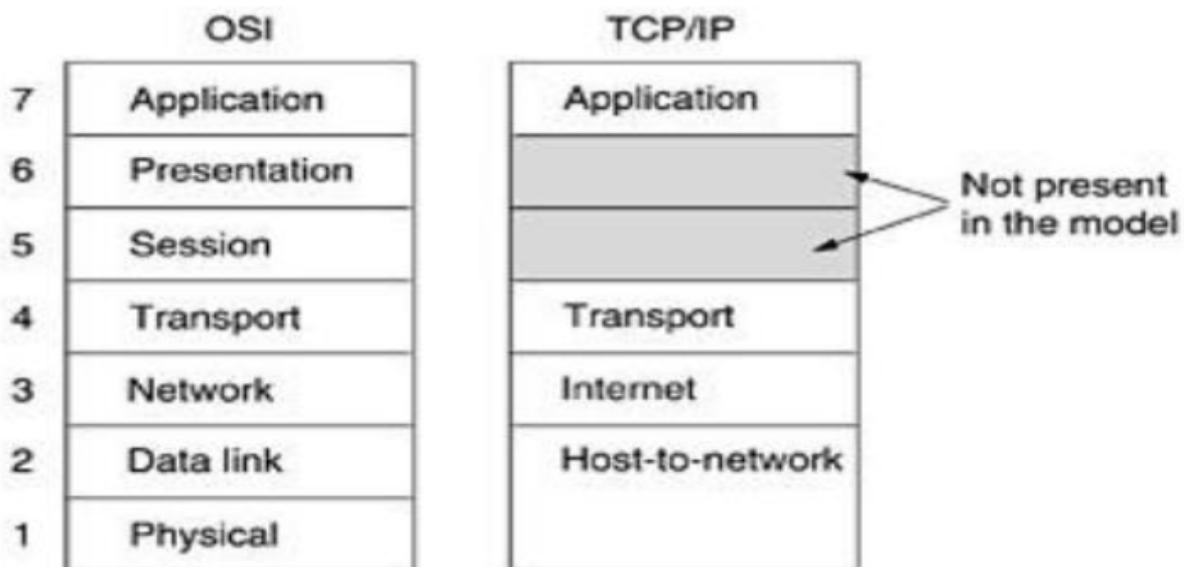 OSI TCP/IP
7 Application Application
6 Presentation
Not present
in the model
5 Session
4 Transport Transport
3 Network Internet
2 Data link Host-to-network
1 Physical